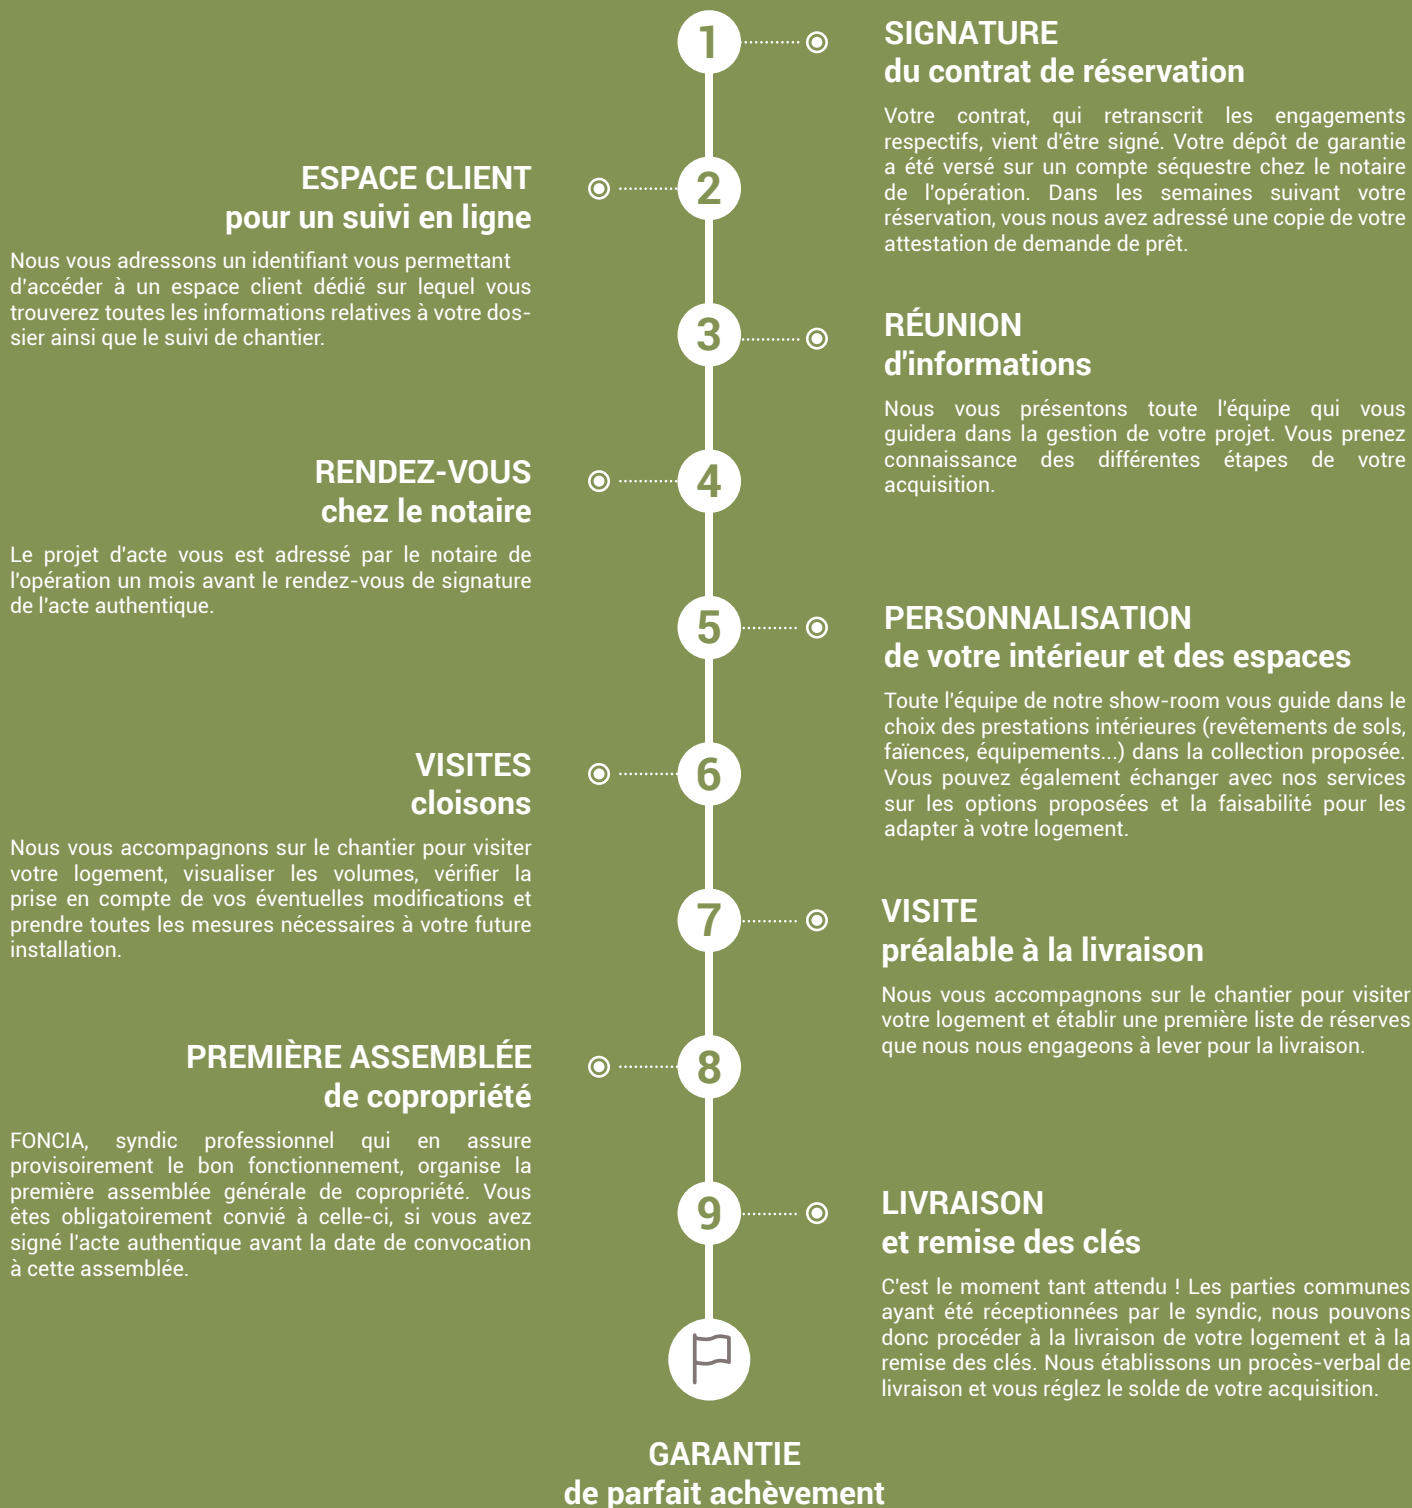 1
SIGNATURE
du contrat de réservation
Votre contrat, qui retranscrit les engagements
respectifs, vient d'être signé. Votre dépôt de garantie
a été versé sur un compte séquestre chez le notaire
de l'opération. Dans les semaines suivant votre
réservation, vous nous avez adressé une copie de votre
attestation de demande de prêt.
2
ESPACE CLIENT
pour un suivi en ligne
Nous vous adressons un identifiant vous permettant
d'accéder à un espace client dédié sur lequel vous
trouverez toutes les informations relatives à votre dos-
sier ainsi que le suivi de chantier.
3
RÉUNION
d'informations
Nous vous présentons toute l'équipe qui vous
guidera dans la gestion de votre projet. Vous prenez
connaissance des différentes étapes de votre
acquisition.
4
RENDEZ-VOUS
chez le notaire
Le projet d'acte vous est adressé par le notaire de
l'opération un mois avant le rendez-vous de signature
de l'acte authentique.
5
PERSONNALISATION
de votre intérieur et des espaces
Toute l'équipe de notre show-room vous guide dans le
choix des prestations intérieures (revêtements de sols,
faïences, équipements...) dans la collection proposée.
Vous pouvez également échanger avec nos services
sur les options proposées et la faisabilité pour les
adapter à votre logement.
6
VISITES
cloisons
Nous vous accompagnons sur le chantier pour visiter
votre logement, visualiser les volumes, vérifier la
prise en compte de vos éventuelles modifications et
prendre toutes les mesures nécessaires à votre future
installation.
7
VISITE
préalable à la livraison
Nous vous accompagnons sur le chantier pour visiter
votre logement et établir une première liste de réserves
que nous nous engageons à lever pour la livraison.
8
PREMIÈRE ASSEMBLÉE
de copropriété
FONCIA, syndic professionnel qui en assure
provisoirement le bon fonctionnement, organise la
première assemblée générale de copropriété. Vous
êtes obligatoirement convié à celle-ci, si vous avez
signé l'acte authentique avant la date de convocation
à cette assemblée.
9
LIVRAISON
et remise des clés
C'est le moment tant attendu ! Les parties communes
ayant été réceptionnées par le syndic, nous pouvons
donc procéder à la livraison de votre logement et à la
remise des clés. Nous établissons un procès-verbal de
livraison et vous réglez le solde de votre acquisition.
GARANTIE
de parfait achèvement